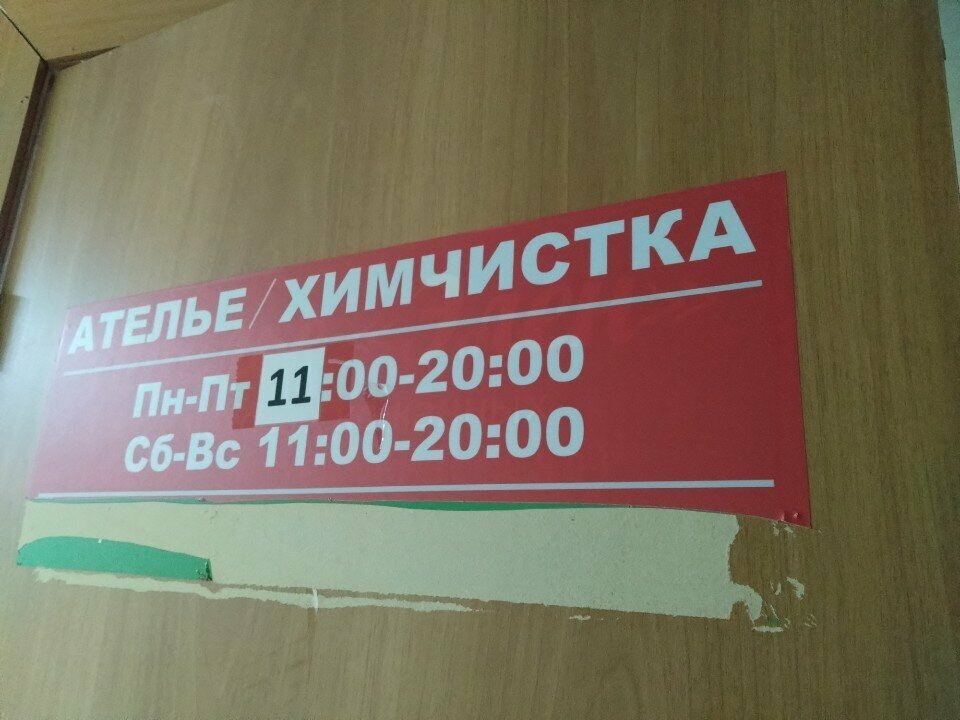 АТЕЛЬЕ / ХИМЧИСТКА
Пн-Пт 11:00-20:00
Сб-Вс 11:00-20:00